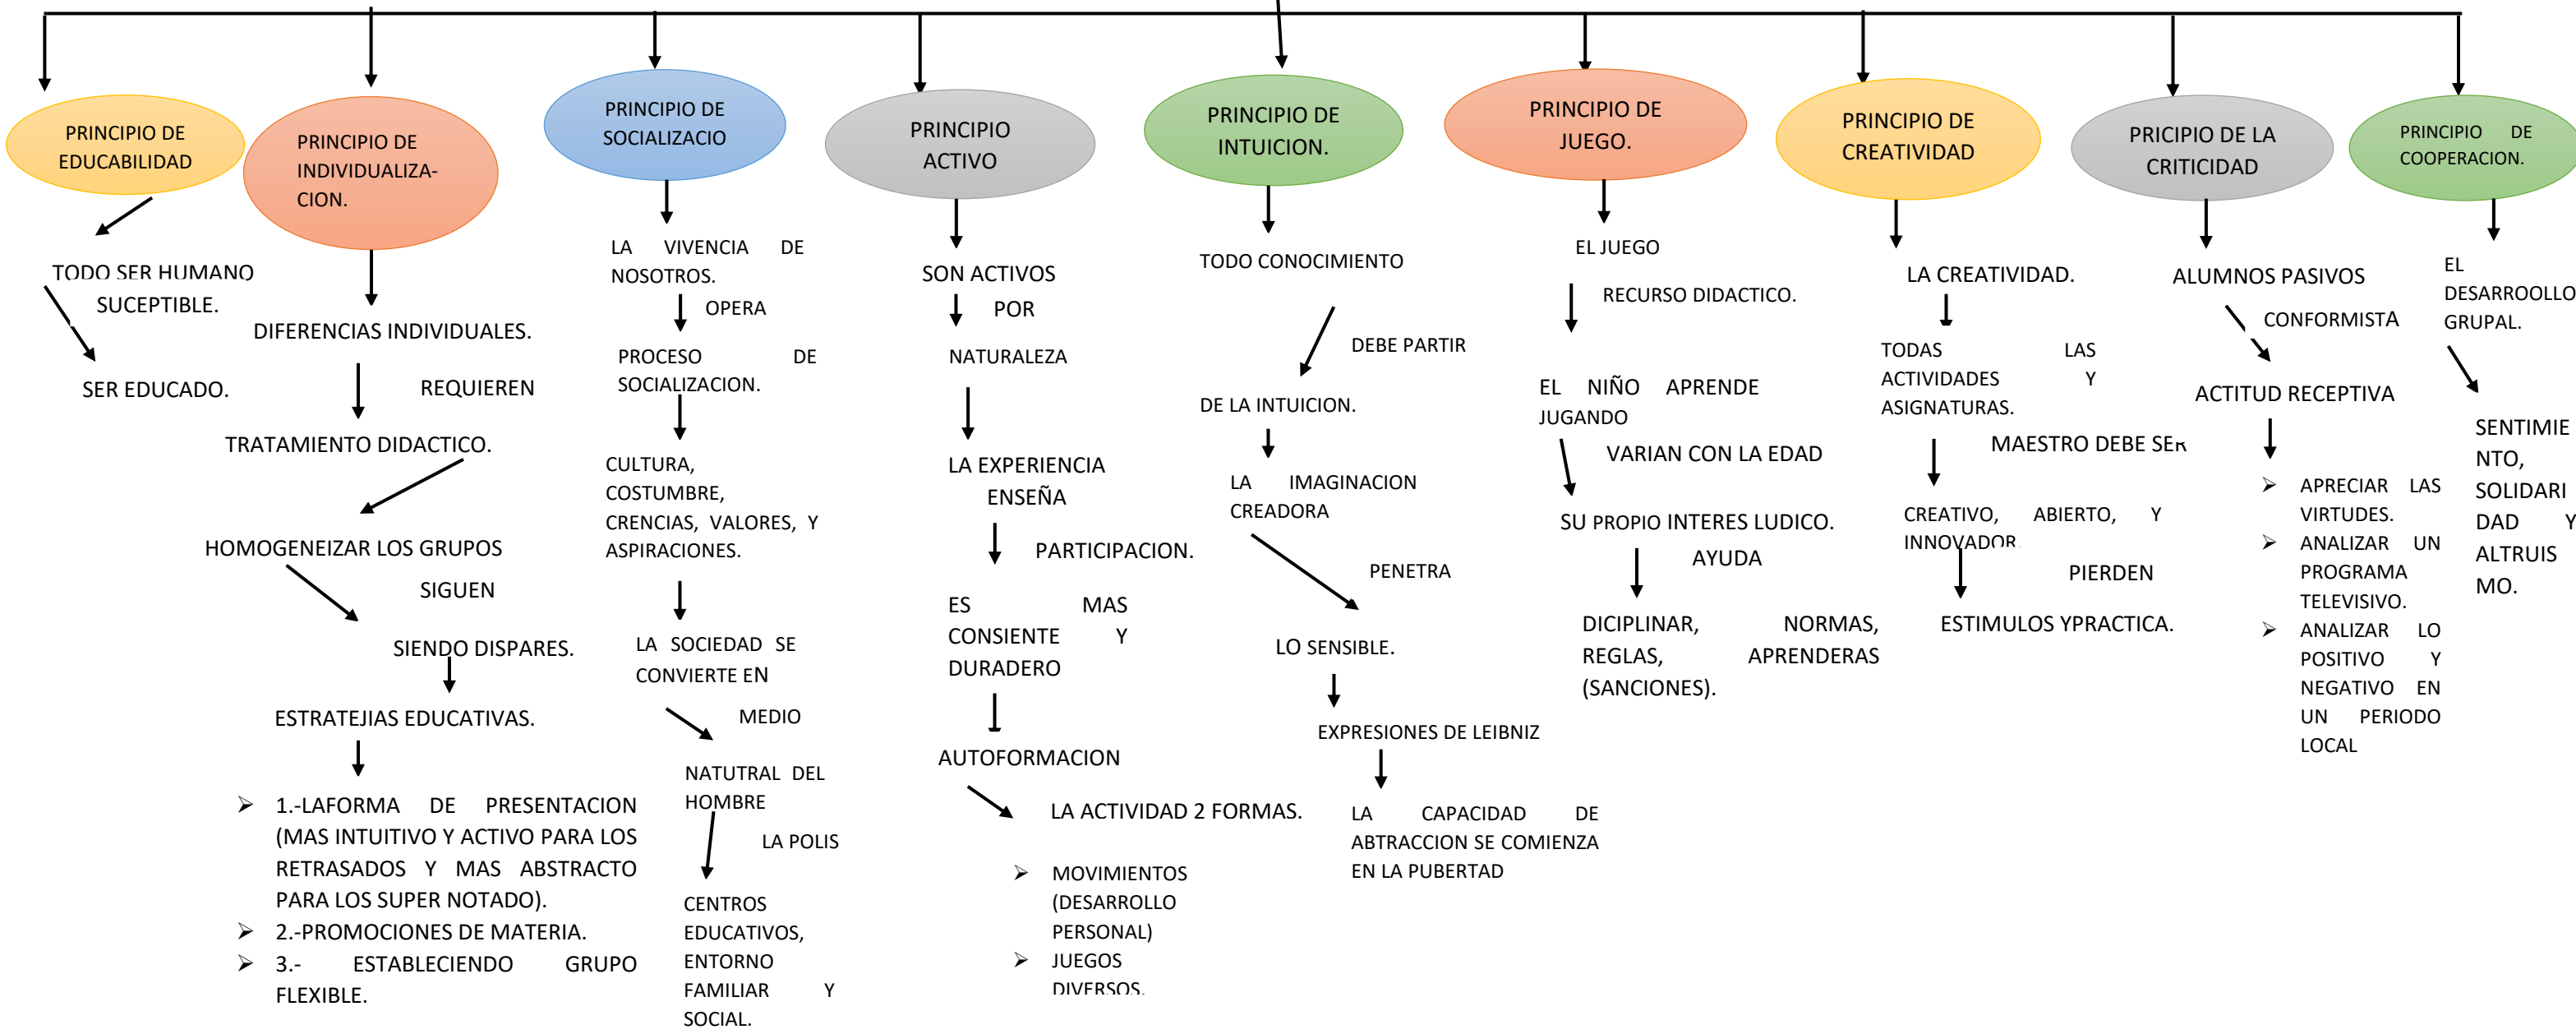 PRINCIPIO DE
EDUCABILIDAD
TODO SER HUMANO
SUCEPTIBLE.
SER EDUCADO.
PRINCIPIO DE
INDIVIDUALIZA-
CION.
DIFERENCIAS INDIVIDUALES.
REQUIEREN
TRATAMIENTO DIDACTICO.
HOMOGENEIZAR LOS GRUPOS
SIGUEN
SIENDO DISPARES.
ESTRATEJIAS EDUCATIVAS.
➢ 1.-LAFORMA DE PRESENTACION
(MAS INTUITIVO Y ACTIVO PARA LOS
RETRASADOS Y MAS ABSTRACTO
PARA LOS SUPER NOTADO).
➢ 2.-PROMOCIONES DE MATERIA.
➢ 3.- ESTABLECIENDO GRUPO
FLEXIBLE.
PRINCIPIO DE
SOCIALIZACIO
LA VIVENCIA DE
NOSOTROS.
OPERA
PROCESO DE
SOCIALIZACION.
CULTURA,
COSTUMBRE,
CRENCIAS, VALORES, Y
ASPIRACIONES.
LA SOCIEDAD SE
CONVIERTE EN
MEDIO
NATUTRAL DEL
HOMBRE
LA POLIS
CENTROS
EDUCATIVOS,
ENTORNO
FAMILIAR Y
SOCIAL.
PRINCIPIO
ACTIVO
SON ACTIVOS
POR
NATURALEZA
LA EXPERIENCIA
ENSEÑA
PARTICIPACION.
ES MAS
CONSIENTE Y
DURADERO
AUTOFORMACION
LA ACTIVIDAD 2 FORMAS.
➢ MOVIMIENTOS
(DESARROLLO
PERSONAL)
➢ JUEGOS
DIVERSOS.
PRINCIPIO DE
INTUICION.
TODO CONOCIMIENTO
DEBE PARTIR
DE LA INTUICION.
LA IMAGINACION
CREADORA
PENETRA
LO SENSIBLE.
EXPRESIONES DE LEIBNIZ
LA CAPACIDAD DE
ABTRACCION SE COMIENZA
EN LA PUBERTAD
PRINCIPIO DE
JUEGO.
EL JUEGO
RECURSO DIDACTICO.
EL NIÑO APRENDE
JUGANDO
VARIAN CON LA EDAD
SU PROPIO INTERES LUDICO.
AYUDA
DICIPLINAR, NORMAS,
REGLAS, APRENDERAS
(SANCIONES).
PRINCIPIO DE
CREATIVIDAD
LA CREATIVIDAD.
TODAS LAS
ACTIVIDADES Y
ASIGNATURAS.
MAESTRO DEBE SER
CREATIVO, ABIERTO, Y
INNOVADOR.
PIERDEN
ESTIMULOS YPRACTICA.
PRICIPIO DE LA
CRITICIDAD
ALUMNOS PASIVOS
CONFORMISTA
ACTITUD RECEPTIVA
➢ APRECIAR LAS
VIRTUDES.
➢ ANALIZAR UN
PROGRAMA
TELEVISIVO.
➢ ANALIZAR LO
POSITIVO Y
NEGATIVO EN
UN PERIODO
LOCAL
PRINCIPIO DE
COOPERACION.
EL
DESARROOLLO
GRUPAL.
SENTIMIE
NTO,
SOLIDARI
DAD Y
ALTRUIS
MO.